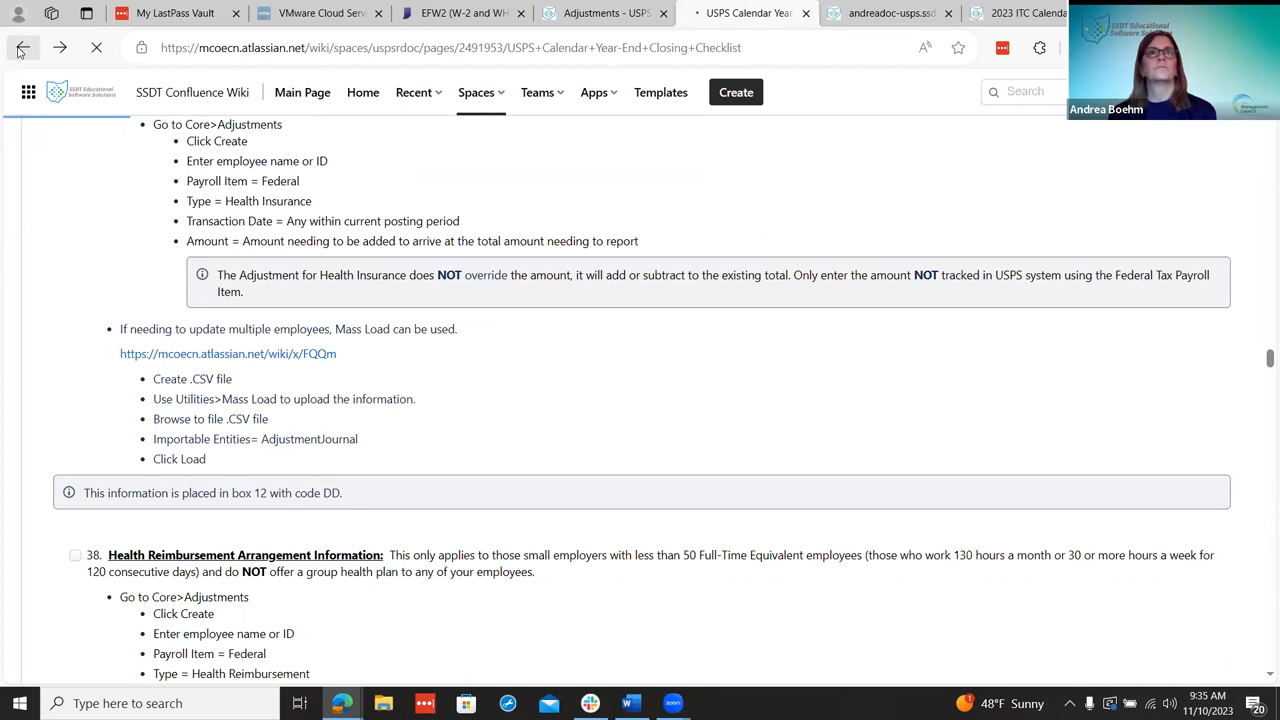 My LastPass Vault
VMware Cloud Serv
EFW2 (W-2 and WH
Adjustments - USPS
USPS Calendar Year
andreadoc-usps.ssd
2023 ITC Calenda
https://mcoecn.atlassian.net/wiki/spaces/uspsrdoc/pages/2491953/USPS+Calendar+Year-End+Closing+Checklist
SSDT Educational
Software Solutions
Andrea Boehm
SSDT Confluence Wiki
Main Page
Home
Recent
Spaces
Teams
Apps
Templates
Create
Search
Go to Core>Adjustments
Click Create
Enter employee name or ID
Payroll Item = Federal
Type = Health Insurance
Transaction Date = Any within current posting period
Amount = Amount needing to be added to arrive at the total amount needing to report
The Adjustment for Health Insurance does NOT override the amount, it will add or subtract to the existing total. Only enter the amount NOT tracked in USPS system using the Federal Tax Payroll
Item.
If needing to update multiple employees, Mass Load can be used.
https://mcoecn.atlassian.net/wiki/x/FQQm
Create .CSV file
Use Utilities>Mass Load to upload the information.
Browse to file .CSV file
Importable Entities= AdjustmentJournal
Click Load
This information is placed in box 12 with code DD.
38. Health Reimbursement Arrangement Information: This only applies to those small employers with less than 50 Full-Time Equivalent employees (those who work 130 hours a month or 30 or more hours a week for
120 consecutive days) and do NOT offer a group health plan to any of your employees.
Go to Core>Adjustments
Click Create
Enter employee name or ID
Payroll Item = Federal
Type = Health Reimbursement
Type here to search
48°F Sunny
9:35 AM
11/10/2023
20